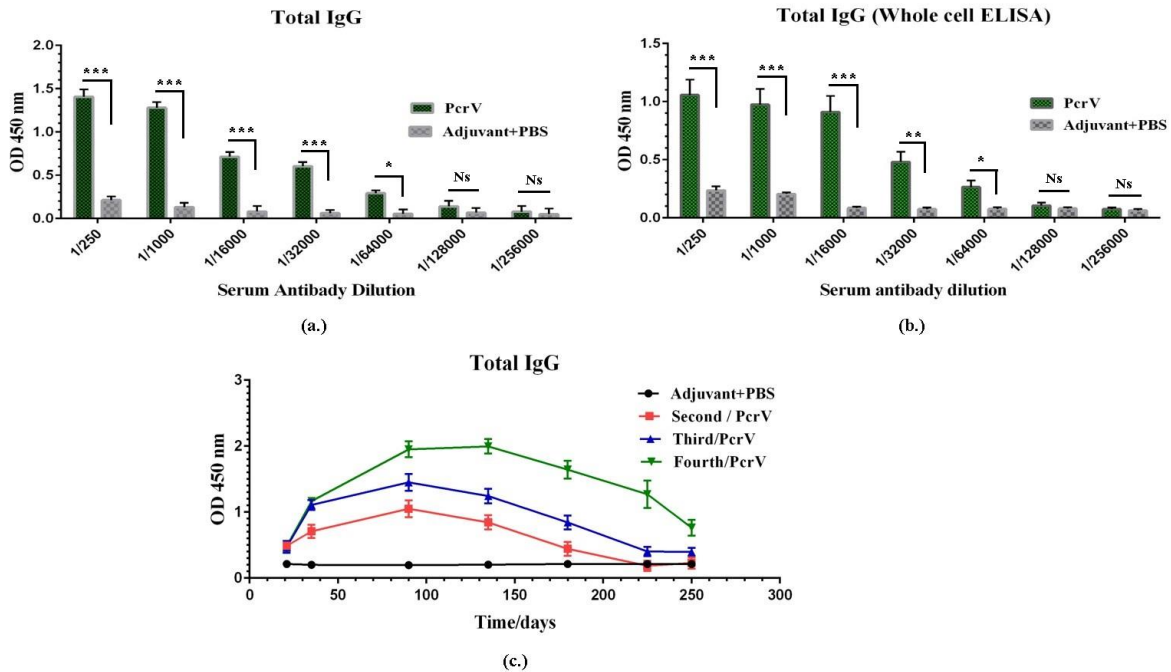 Total IgG
2.0
1.5
1.0
0.5
0.0
OD 450 nm
***
***
***
***
*
Ns
Ns
PcrV
Adjuvant+PBS
1/250
1/1000
1/16000
1/32000
1/64000
1/128000
1/256000
Serum Antibady Dilution
(a.)
Total IgG (Whole cell ELISA)
1.5
1.0
0.5
0.0
OD 450 nm
***
***
***
**
*
Ns
Ns
PcrV
Adjuvant+PBS
1/250
1/1000
1/16000
1/32000
1/64000
1/128000
1/256000
Serum antibady dilution
(b.)
Total IgG
3
2
1
0
OD 450 nm
Adjuvant+PBS
Second / PcrV
Third/PcrV
Fourth/PcrV
0
50
100
150
200
250
300
Time/days
(c.)